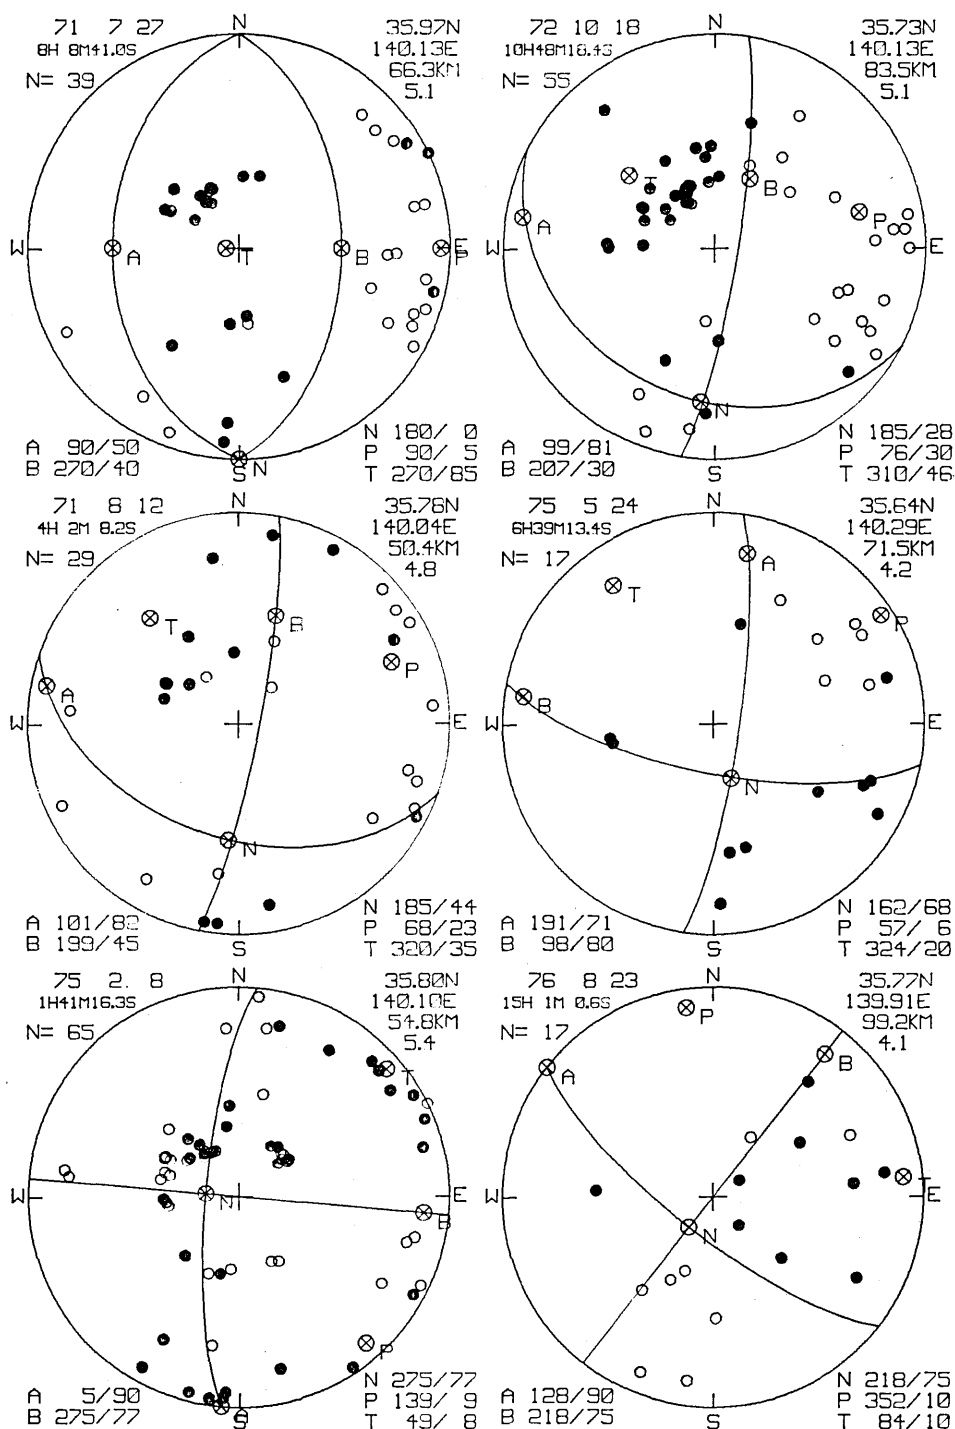 71 7 27
8H 8M41.0S
N= 39
35.97N
140.13E
66.3KM
5.1
N
W
A
T
B
P
E
S
N
A 90/50
B 270/40
N 180/ 0
P 90/ 5
T 270/85
72 10 18
10H48M18.4S
N= 55
35.73N
140.13E
83.5KM
5.1
N
T
B
A
P
W
E
N
S
A 99/81
B 207/30
N 185/28
P 76/30
T 310/46
71 8 12
4H 2M 8.2S
N= 29
35.78N
140.04E
50.4KM
4.8
N
T
B
P
A
W
E
N
S
A 101/82
B 199/45
N 185/44
P 68/23
T 320/35
75 5 24
6H39M13.4S
N= 17
35.64N
140.29E
71.5KM
4.2
N
A
T
P
B
W
E
N
S
A 191/71
B 98/80
N 162/68
P 57/ 6
T 324/20
75 2. 8
1H41M16.3S
N= 65
35.80N
140.10E
54.8KM
5.4
N
T
W
N
E
B
P
A
S
A 5/90
B 275/77
N 275/77
P 139/ 9
T 49/ 8
76 8 23
15H 1M 0.6S
N= 17
35.77N
139.91E
99.2KM
4.1
N
P
B
A
T
W
E
N
S
A 128/90
B 218/75
N 218/75
P 352/10
T 84/10